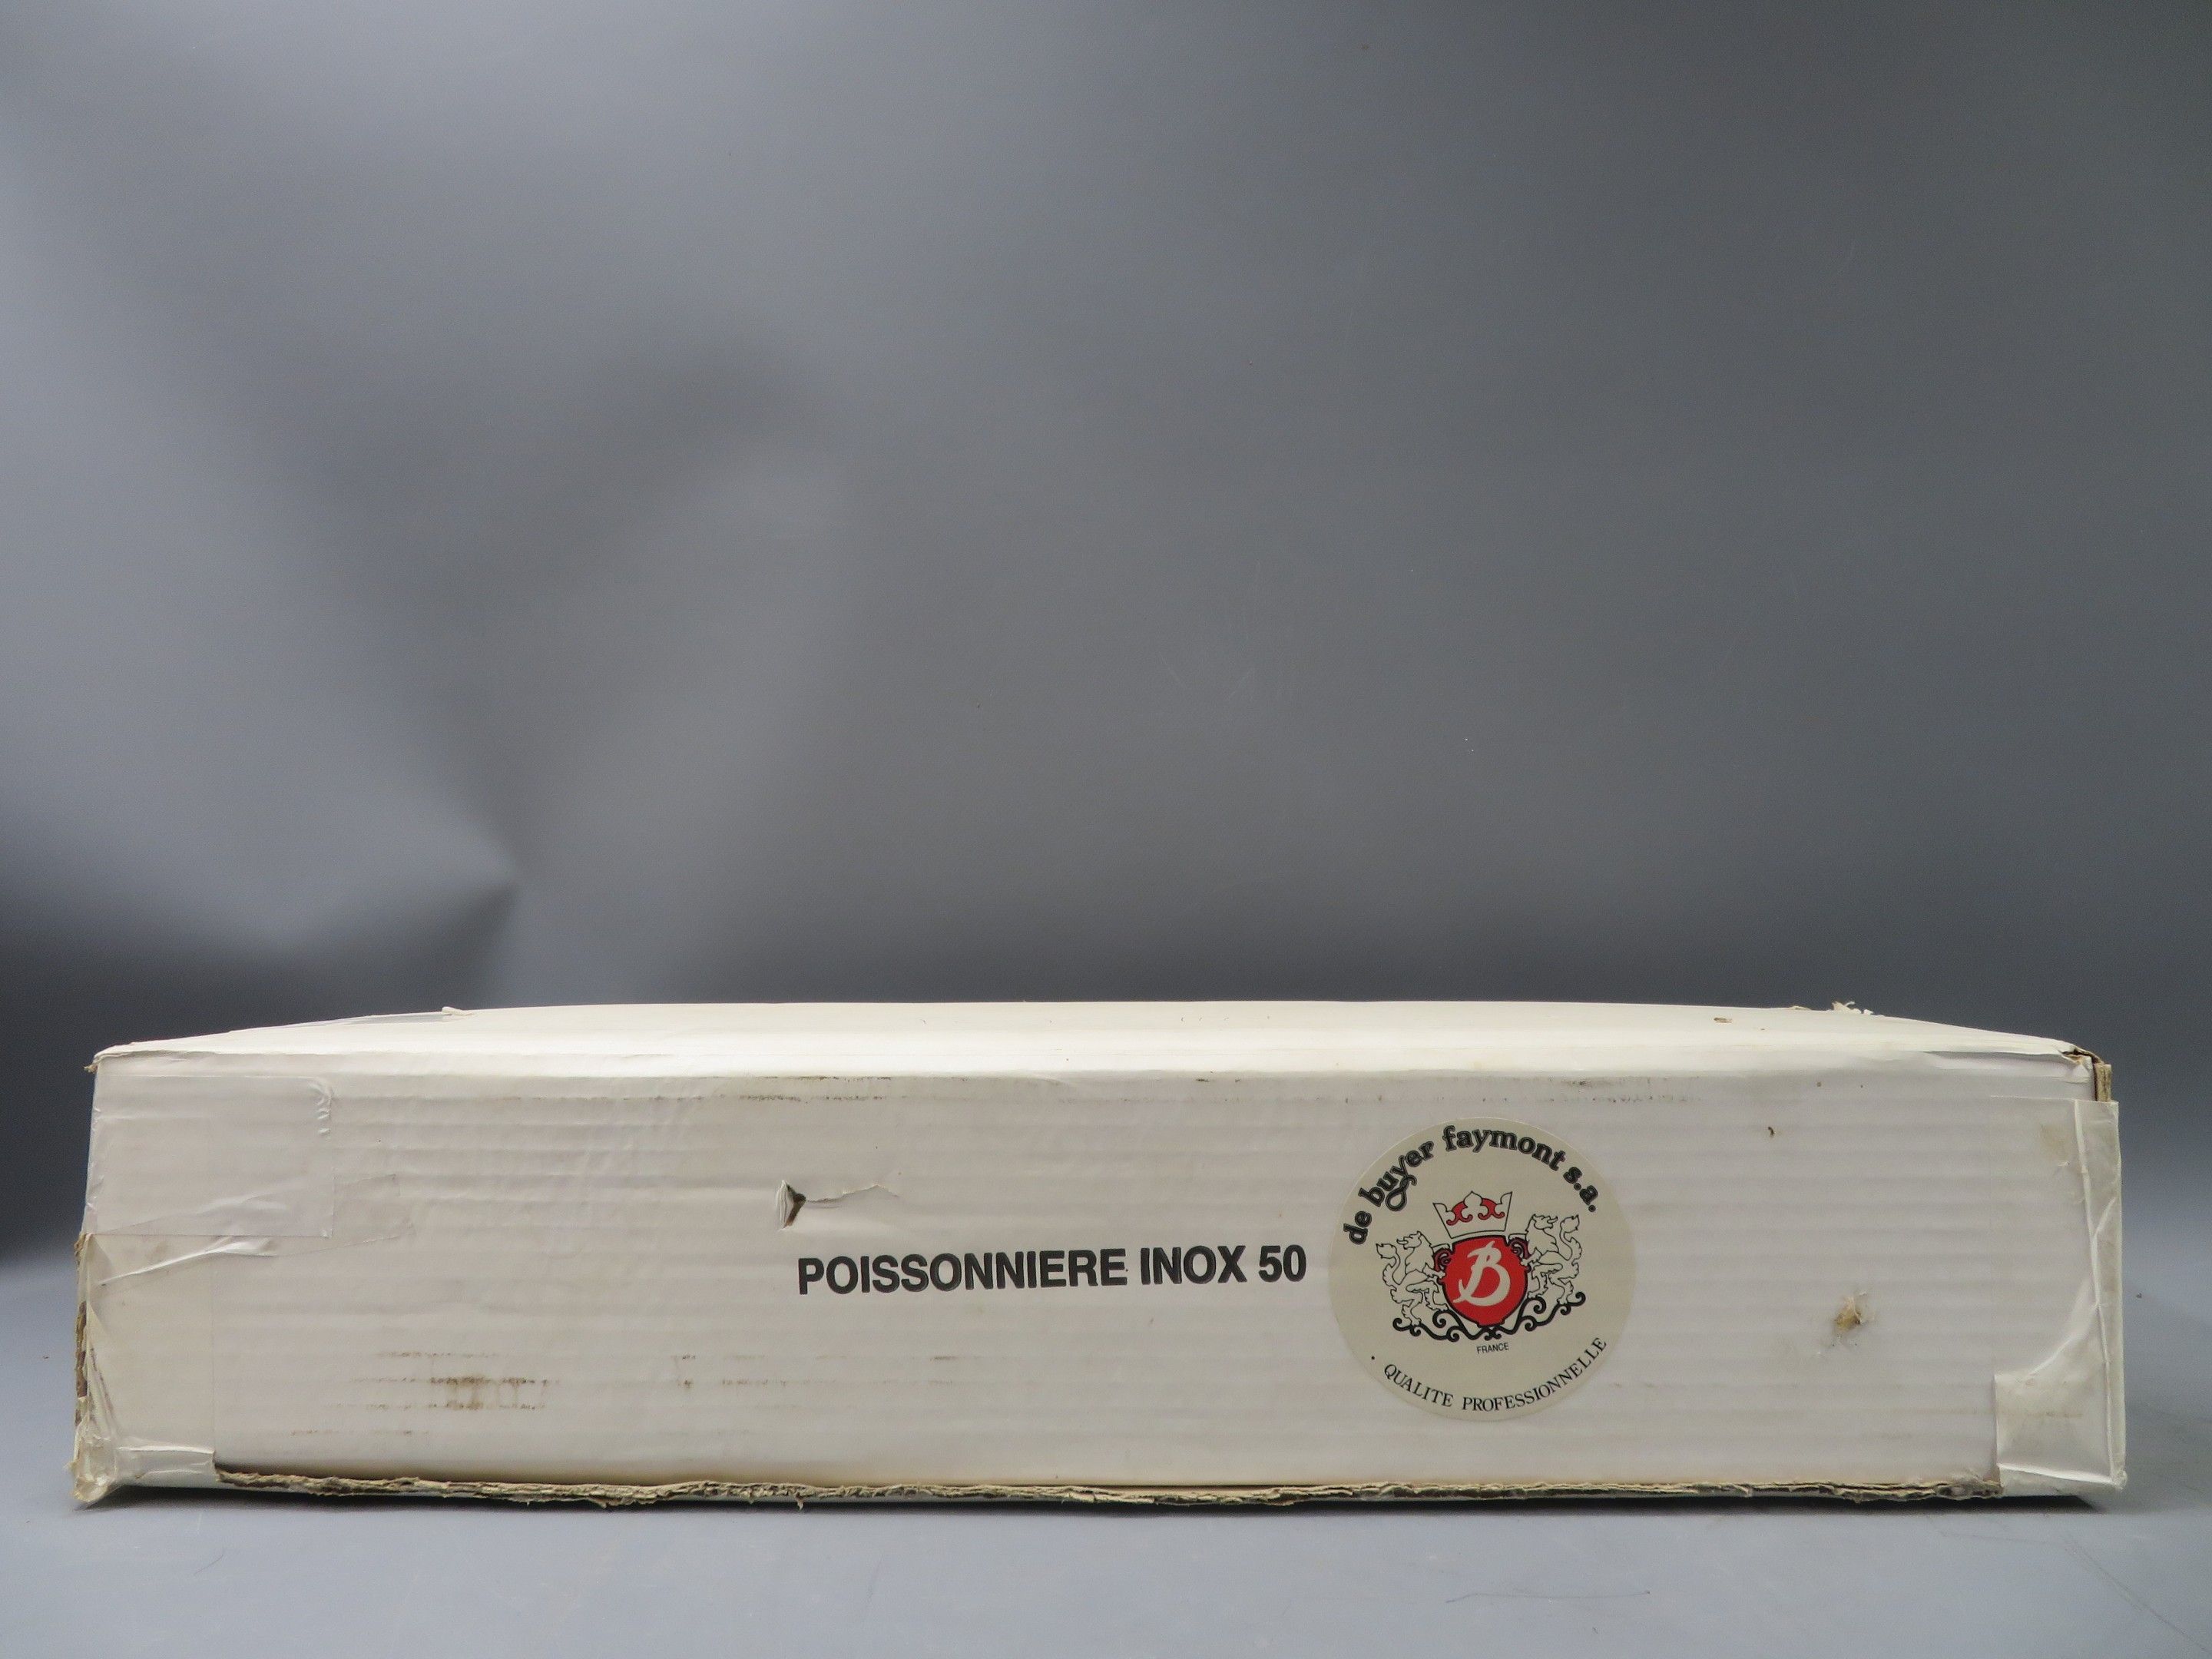 POISSONNIERE INOX 50
de buyer faymont s.a.
B
FRANCE
. QUALITE PROFESSIONNELLE